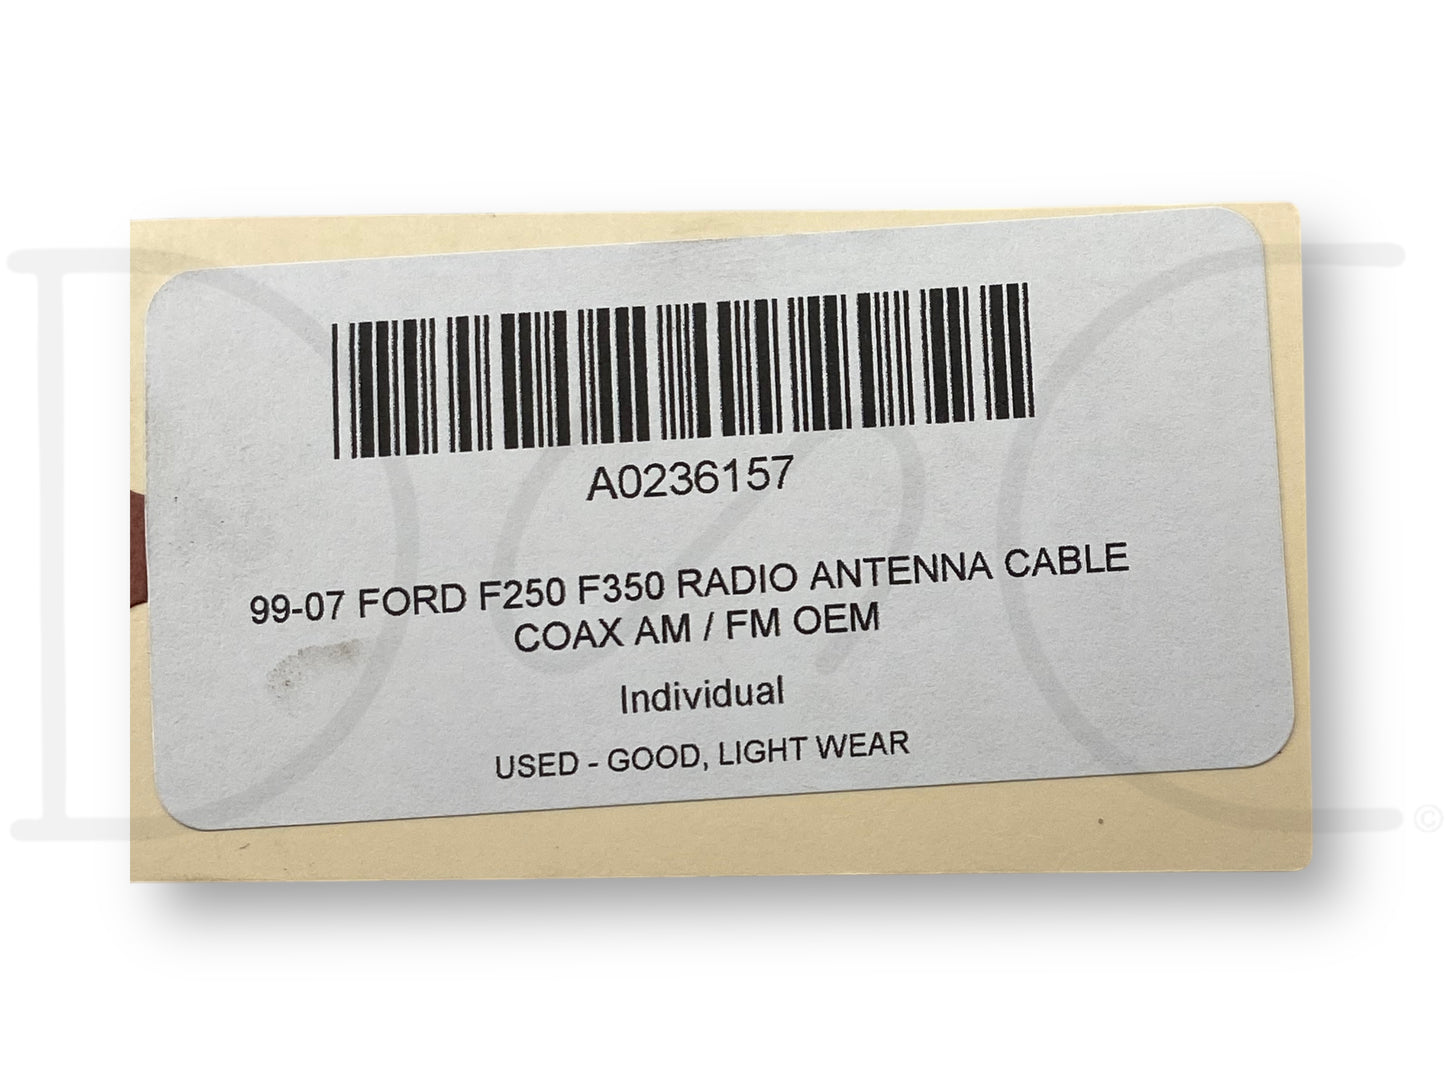 A0236157
99-07 FORD F250 F350 RADIO ANTENNA CABLE
COAX AM / FM OEM
Individual
USED - GOOD, LIGHT WEAR
©